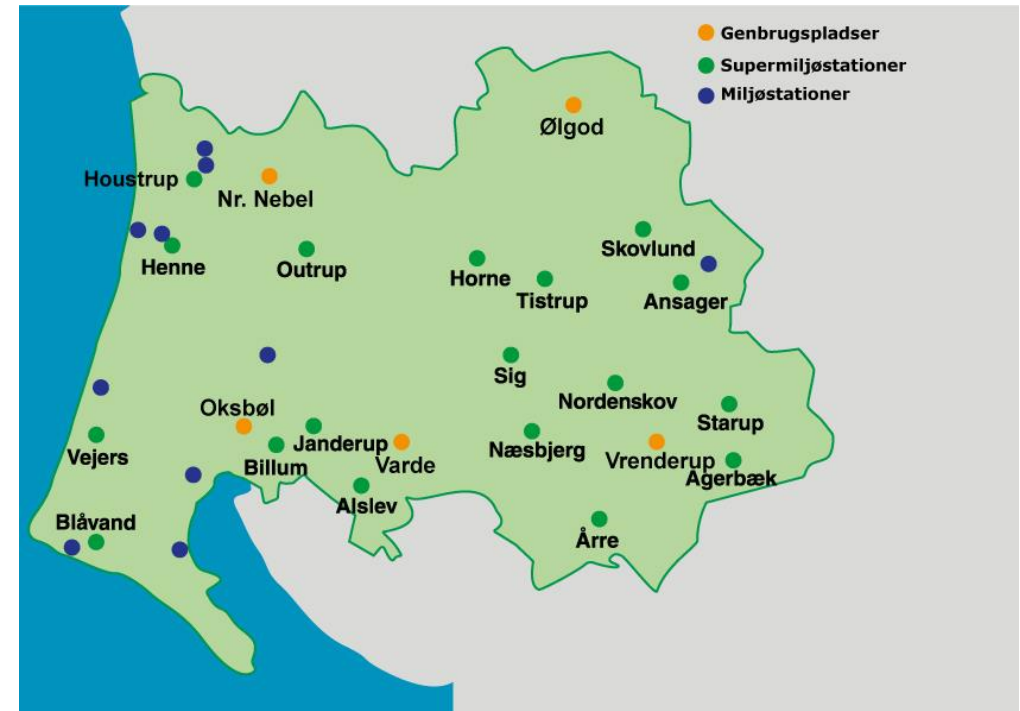 Genbrugspladser
Supermiljøstationer
Miljøstationer
Ølgod
Houstrup
Nr. Nebel
Skovlund
Henne
Outrup
Horne
Tistrup
Ansager
Sig
Nordenskov
Oksbøl
Starup
Vejers
Janderup
Næsbjerg
Billum
Varde
Vrenderup
Agerbæk
Alslev
Blåvand
Årre